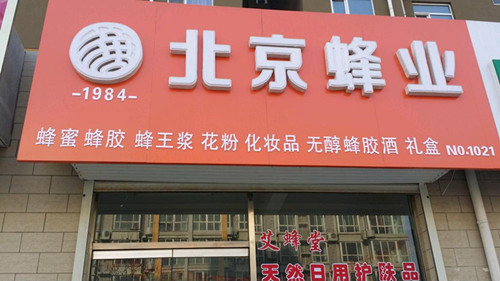 北京蜂业
-1984-
蜂蜜 蜂胶 蜂王浆 花粉 化妆品 无醇蜂胶酒 礼盒 NO.1021
艾蜂堂
天然日用护肤品